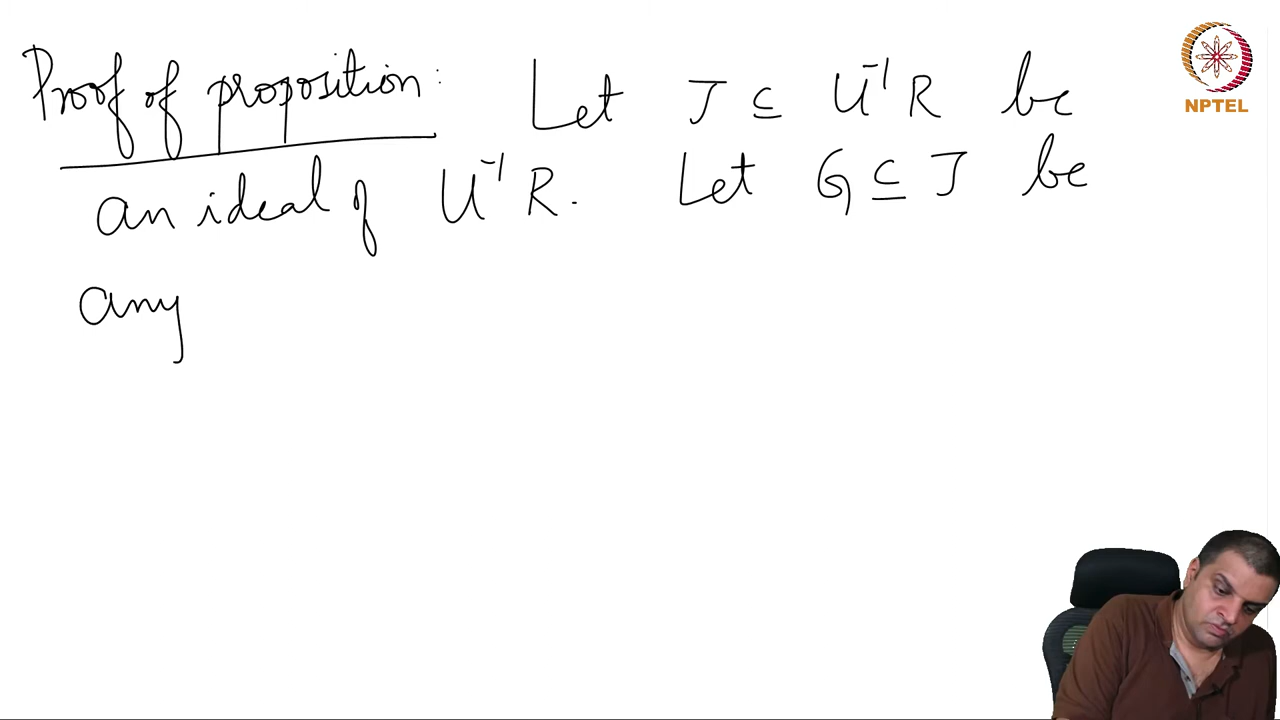 Proof of proposition: Let J ⊆ U⁻¹R be
an ideal of U⁻¹R. Let G ⊆ J be
any
NPTEL